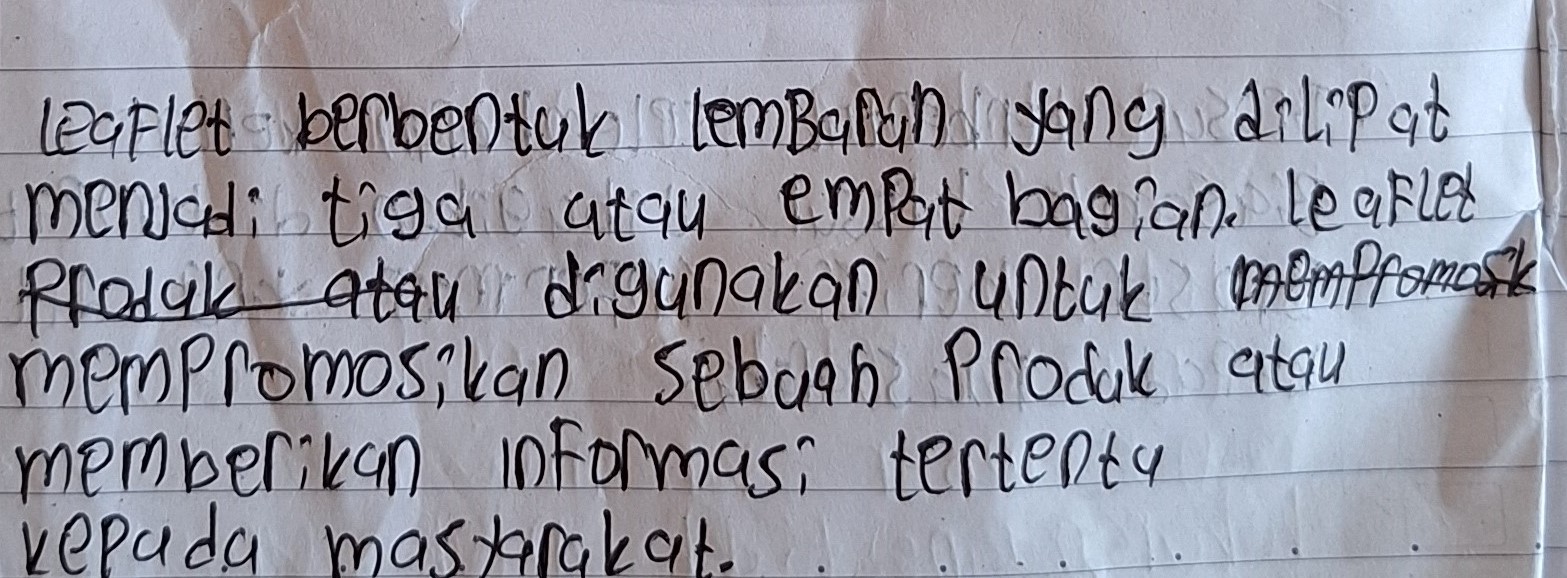 leaflet berbentuk lembaran yang dilipat
menjadi tiga atau empat bagian. leaflet
Produk atau digunakan untuk mempromosik
mempromosikan sebuah produk atau
memberikan informasi tertentu
kepada masyarakat.